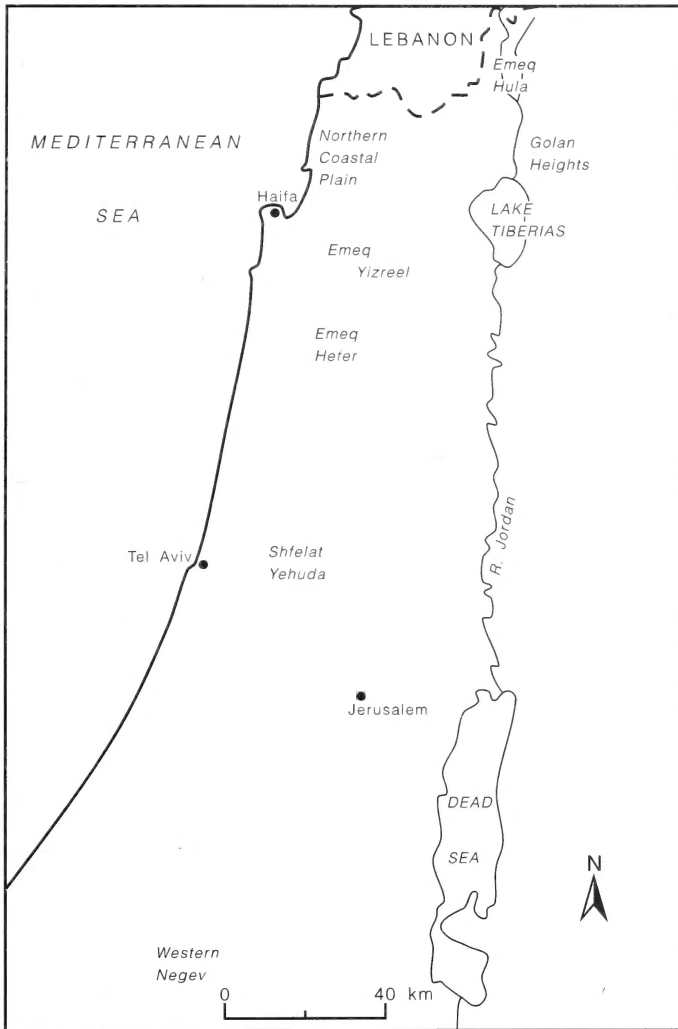 LEBANON
Emeq
Hula
MEDITERRANEAN
SEA
Northern
Coastal
Plain
Golan
Heights
Haifa
LAKE
TIBERIAS
Emeq
Yizreel
Emeq
Hefer
R. Jordan
Tel Aviv
Shfelat
Yehuda
Jerusalem
DEAD
SEA
N
Western
Negev
0 40 km